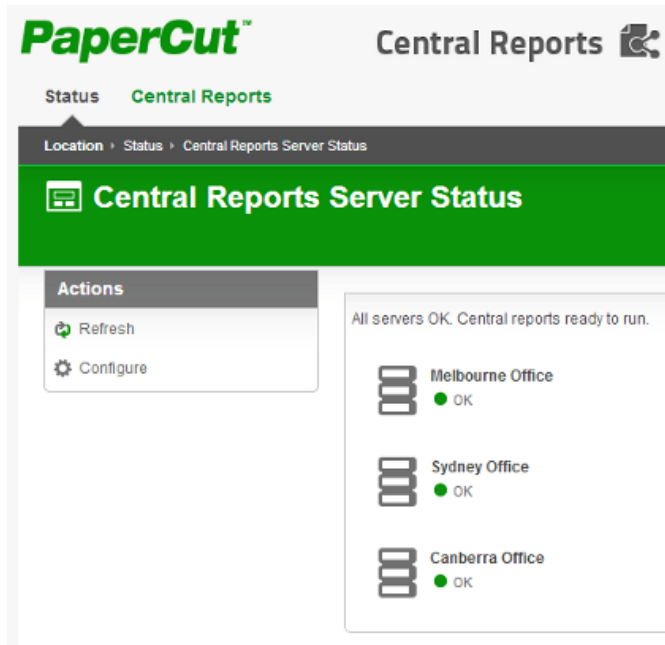 PaperCut™
Central Reports
Status Central Reports
Location › Status › Central Reports Server Status
Central Reports Server Status
Actions
Refresh
Configure
All servers OK. Central reports ready to run.
Melbourne Office
OK
Sydney Office
OK
Canberra Office
OK